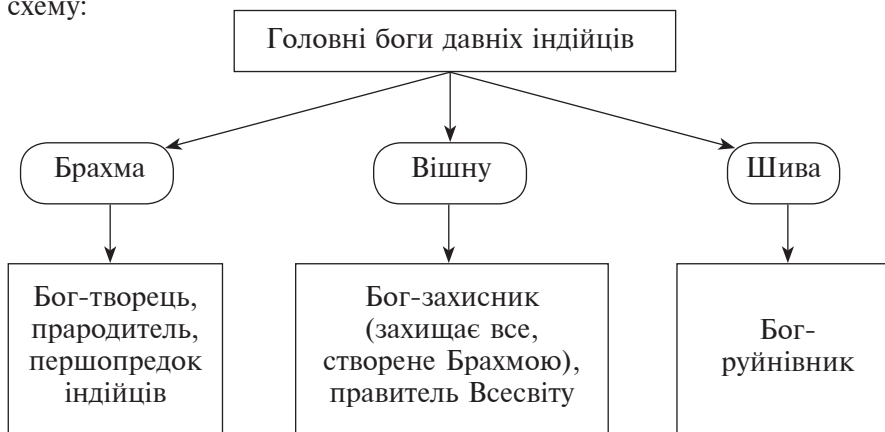 схему:
Головні боги давніх індійців
Брахма
Вішну
Шива
Бог-творець,
прародитель,
першопредок
індійців
Бог-захисник
(захищає все,
створене Брахмою),
правитель Всесвіту
Бог-
руйнівник